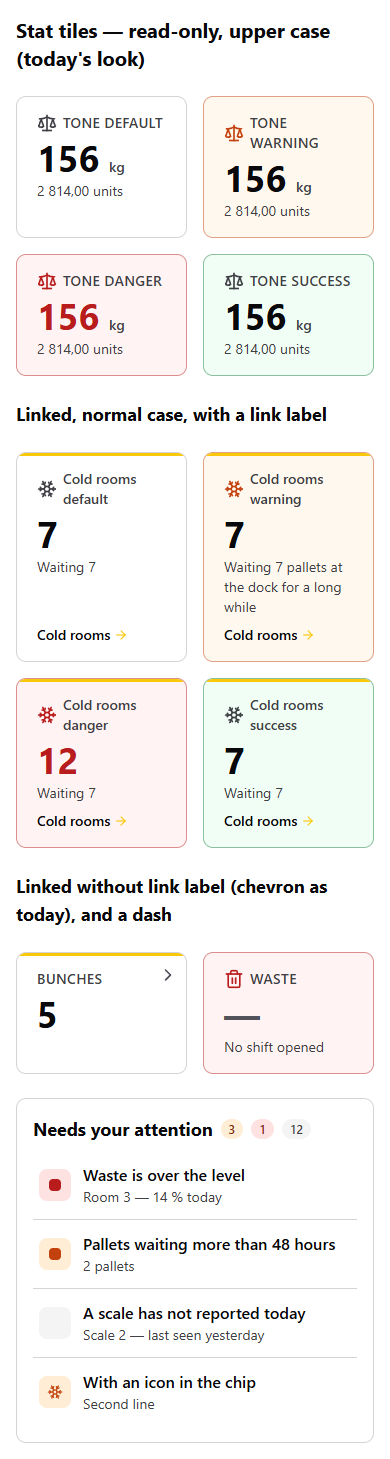 Stat tiles — read-only, upper case
(today's look)
TONE DEFAULT
156 kg
2 814,00 units
TONE
WARNING
156 kg
2 814,00 units
TONE DANGER
156 kg
2 814,00 units
TONE SUCCESS
156 kg
2 814,00 units
Linked, normal case, with a link label
Cold rooms
default
7
Waiting 7
Cold rooms →
Cold rooms
warning
7
Waiting 7 pallets at
the dock for a long
while
Cold rooms →
Cold rooms
danger
12
Waiting 7
Cold rooms →
Cold rooms
success
7
Waiting 7
Cold rooms →
Linked without link label (chevron as
today), and a dash
BUNCHES
5
WASTE
—
No shift opened
Needs your attention 3 1 12
Waste is over the level
Room 3 — 14 % today
Pallets waiting more than 48 hours
2 pallets
A scale has not reported today
Scale 2 — last seen yesterday
With an icon in the chip
Second line